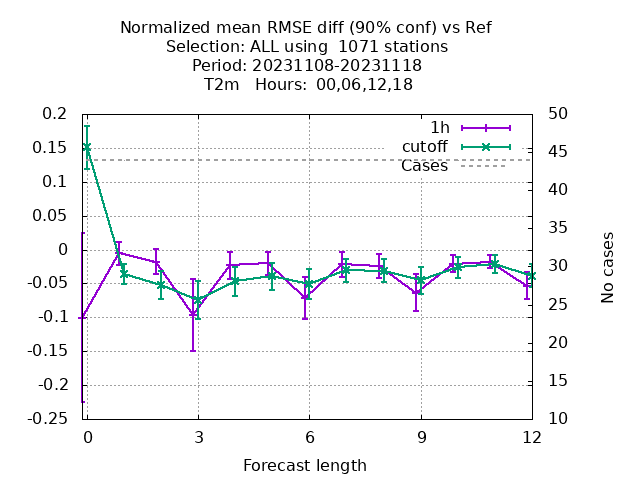 Normalized mean RMSE diff (90% conf) vs Ref
Selection: ALL using  1071 stations
Period: 20231108-20231118
T2m   Hours:  00,06,12,18
0.2
0.15
0.1
0.05
0
-0.05
-0.1
-0.15
-0.2
-0.25
1h
cutoff
Cases
50
45
40
35
30
25
20
15
10
No cases
0 3 6 9 12
Forecast length